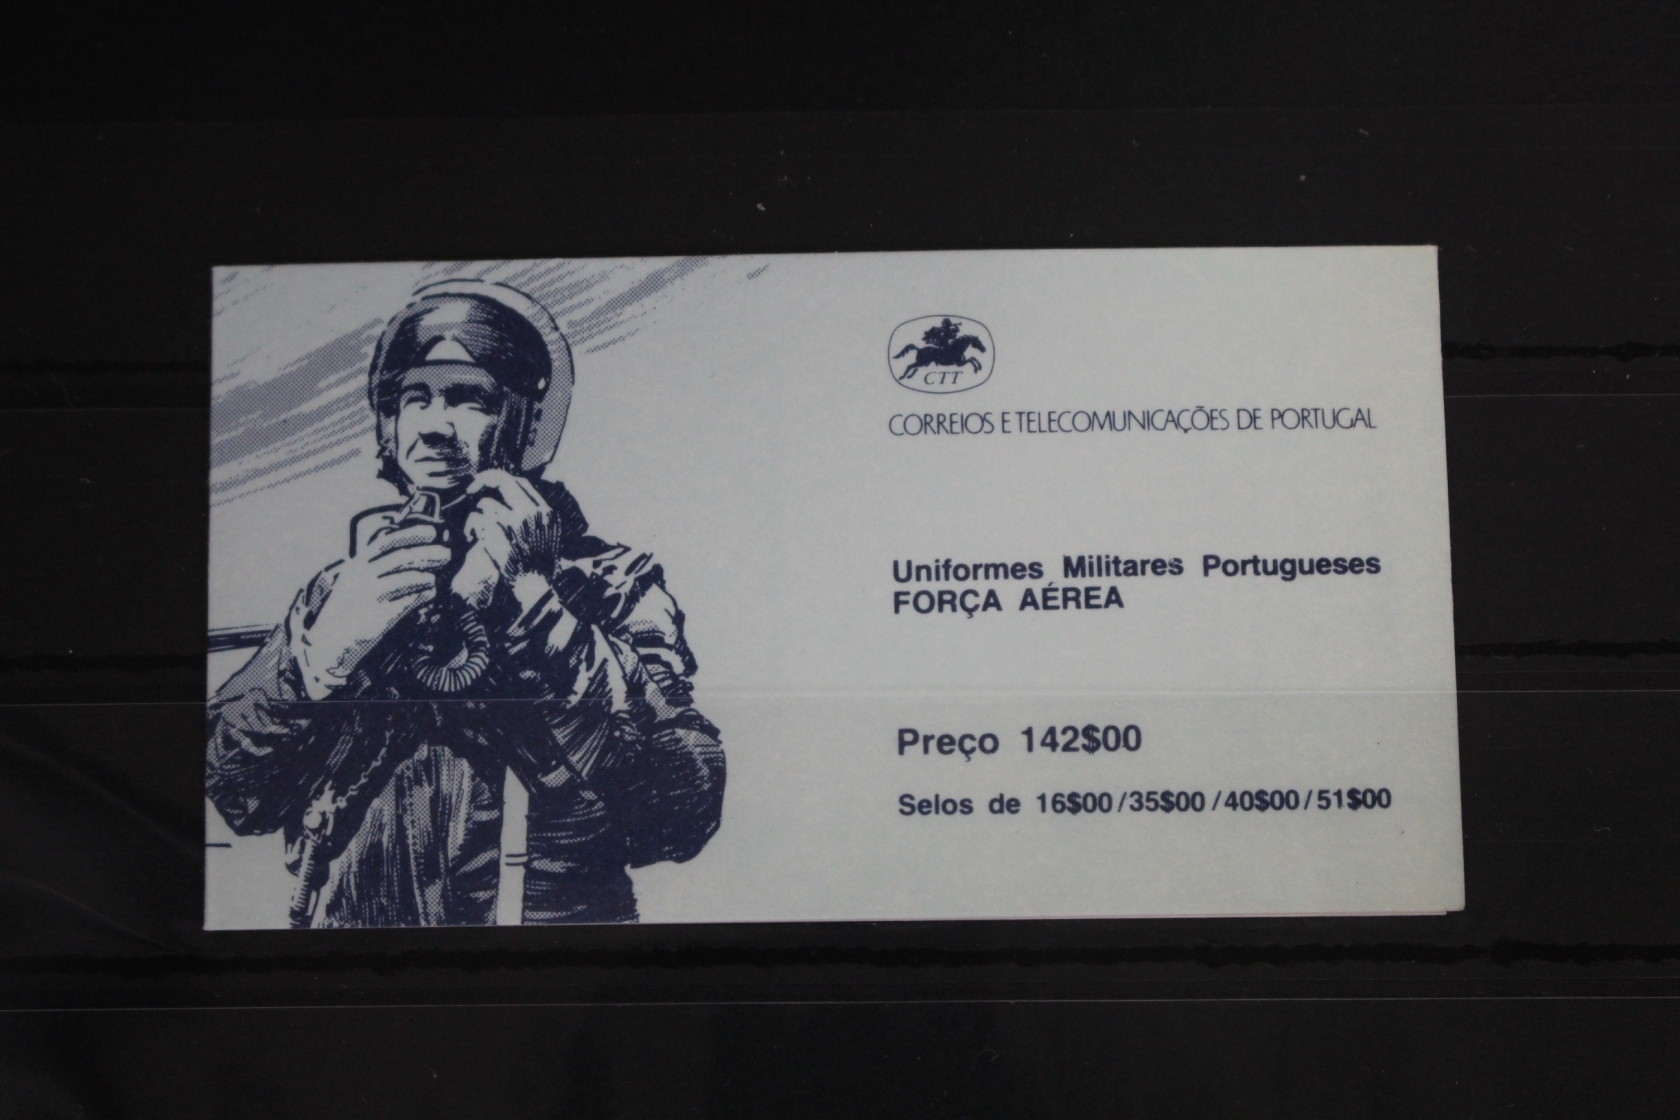 CTT
CORREIOS E TELECOMUNICAÇÕES DE PORTUGAL
Uniformes Militares Portugueses
FORÇA AÉREA
Preço 142$00
Selos de 16$00/35$00/40$00/51$00